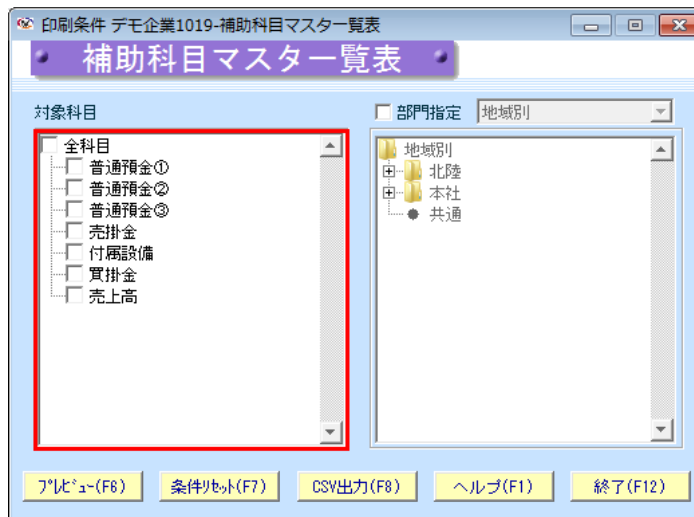 印刷条件 デモ企業1019-補助科目マスター覧表
補助科目マスター覧表
対象科目
全科目
普通預金①
普通預金②
普通預金③
売掛金
付属設備
買掛金
売上高
部門指定 地域別
地域別
北陸
本社
共通
ﾌﾟﾚﾋﾞｭｰ(F6) 条件ﾘｾｯﾄ(F7) CSV出力(F8) ヘルプ(F1) 終了(F12)